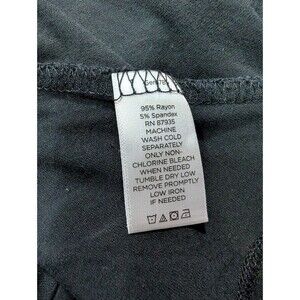 95% Rayon
5% Spandex
RN 87935
MACHINE
WASH COLD
SEPARATELY
ONLY NON-
CHLORINE BLEACH
WHEN NEEDED
TUMBLE DRY LOW
REMOVE PROMPTLY
LOW IRON
IF NEEDED